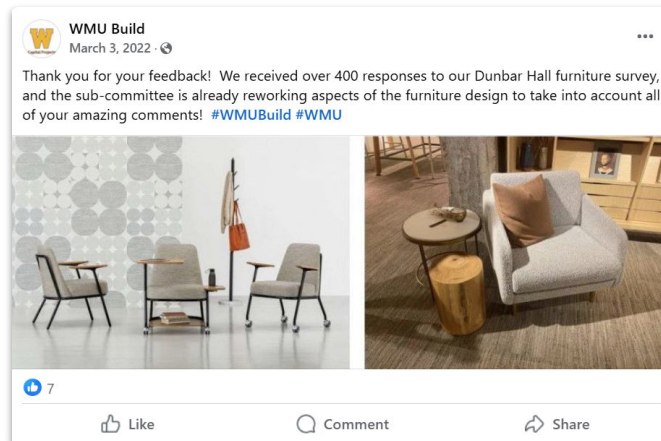 WMU Build
March 3, 2022 ·
Thank you for your feedback! We received over 400 responses to our Dunbar Hall furniture survey,
and the sub-committee is already reworking aspects of the furniture design to take into account all
of your amazing comments! #WMUBuild #WMU
7
Like
Comment
Share